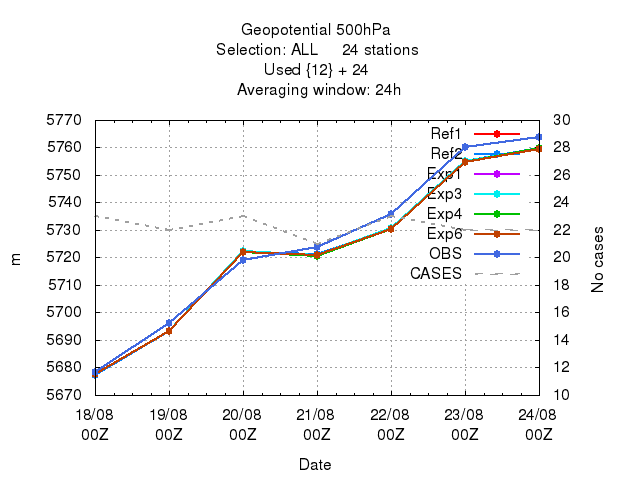 Geopotential 500hPa
Selection: ALL 24 stations
Used {12} + 24
Averaging window: 24h
5770
5760
5750
5740
5730
5720
5710
5700
5690
5680
5670
m
30
28
26
24
22
20
18
16
14
12
10
No cases
Ref1
Ref2
Exp1
Exp3
Exp4
Exp6
OBS
CASES
18/08 19/08 20/08 21/08 22/08 23/08 24/08
00Z 00Z 00Z 00Z 00Z 00Z 00Z
Date